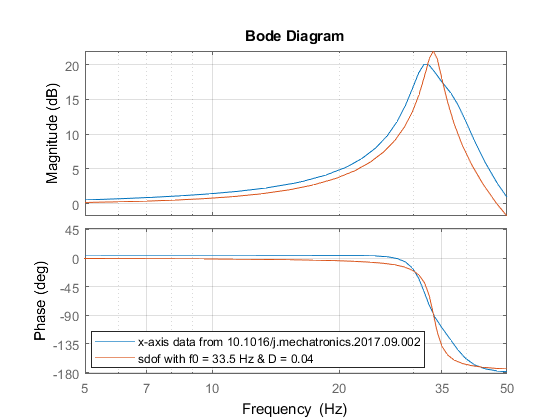 Bode Diagram
Magnitude (dB)
20
15
10
5
0
Phase (deg)
45
0
-45
-90
-135
-180
x-axis data from 10.1016/j.mechatronics.2017.09.002
sdof with f0 = 33.5 Hz & D = 0.04
5
7
10
20
35
50
Frequency (Hz)